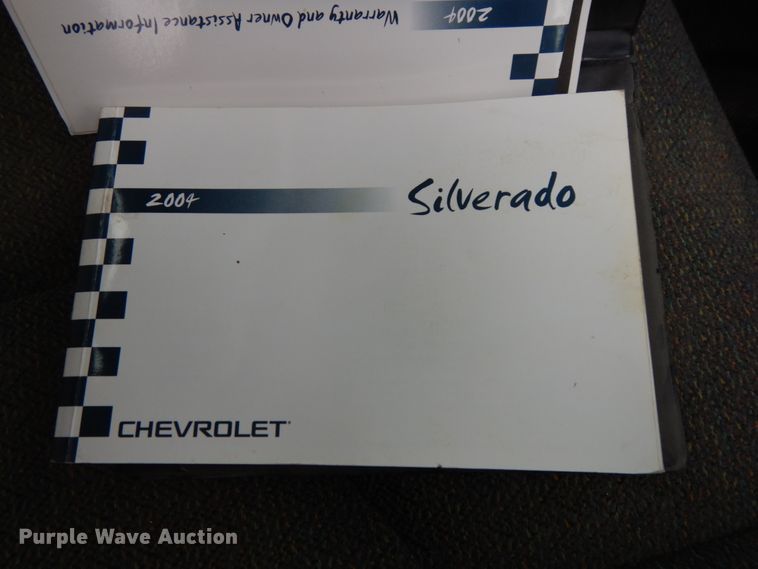 Warranty and Owner Assistance Information
2004
2004
Silverado
CHEVROLET
Purple Wave Auction